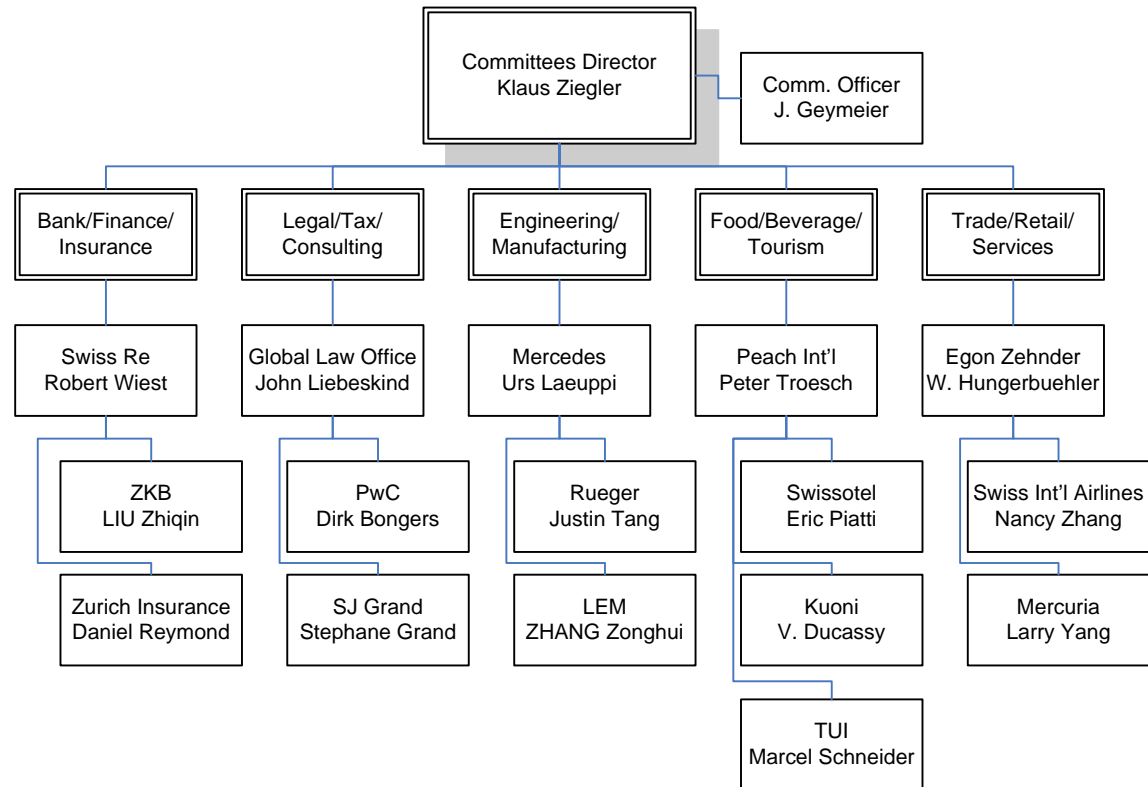 Committees Director
Klaus Ziegler
Comm. Officer
J. Geymeier
Bank/Finance/
Insurance
Legal/Tax/
Consulting
Engineering/
Manufacturing
Food/Beverage/
Tourism
Trade/Retail/
Services
Swiss Re
Robert Wiest
Global Law Office
John Liebeskind
Mercedes
Urs Laeuppi
Peach Int’l
Peter Troesch
Egon Zehnder
W. Hungerbuehler
ZKB
LIU Zhiqin
PwC
Dirk Bongers
Rueger
Justin Tang
Swissotel
Eric Piatti
Swiss Int’l Airlines
Nancy Zhang
Zurich Insurance
Daniel Reymond
SJ Grand
Stephane Grand
LEM
ZHANG Zonghui
Kuoni
V. Ducassy
Mercuria
Larry Yang
TUI
Marcel Schneider